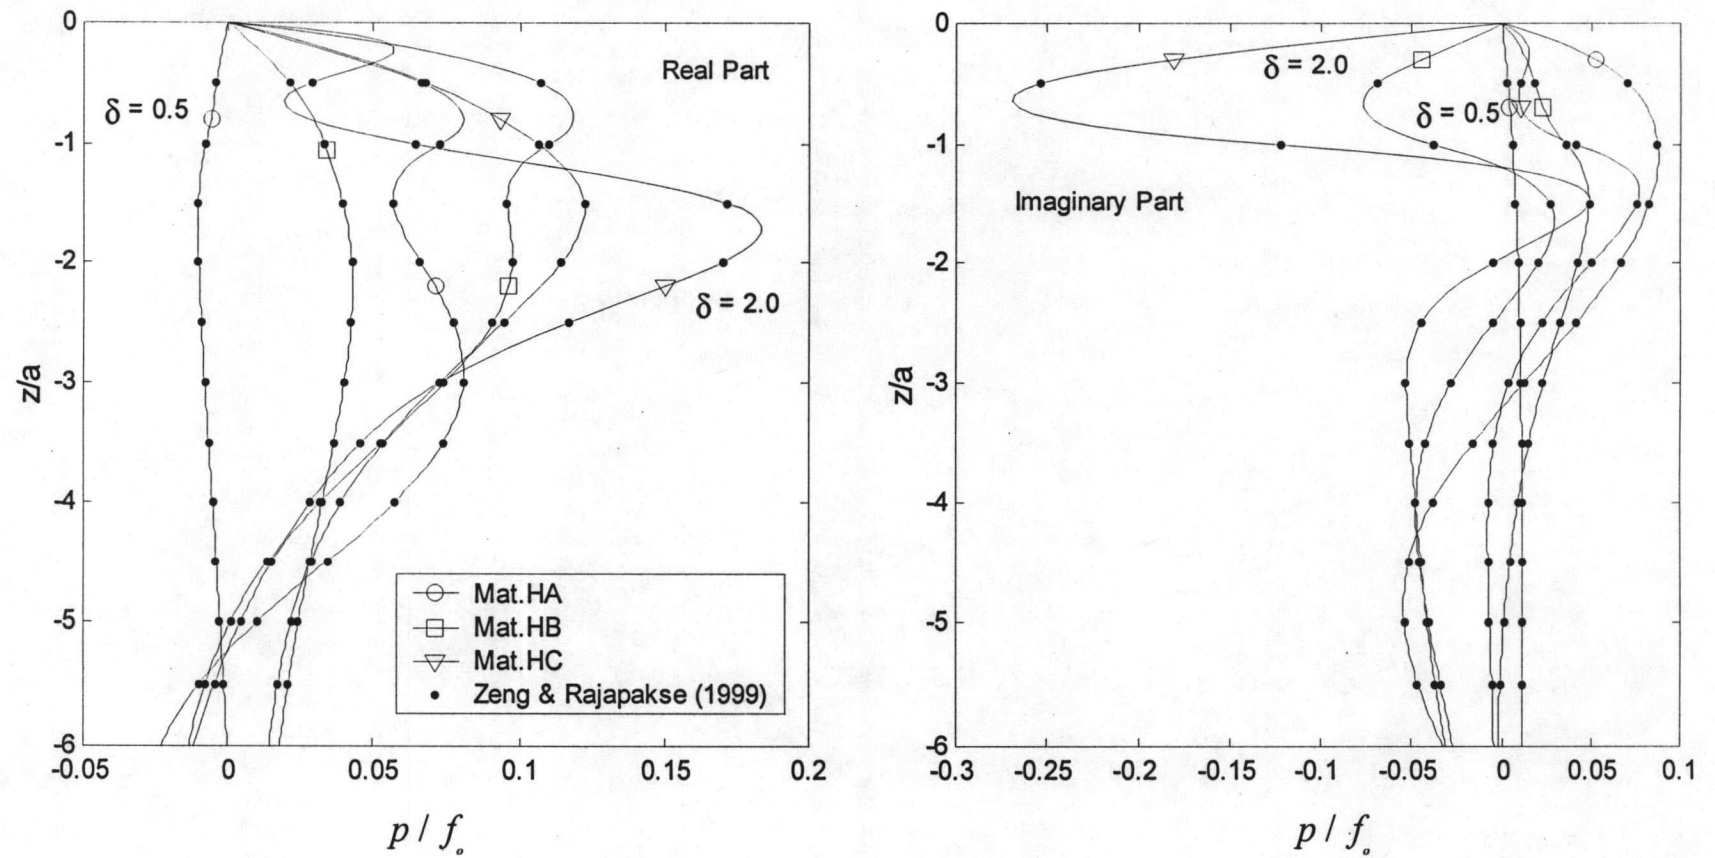 0
-1
-2
-3
-4
-5
-6
z/a
-0.05
0
0.05
0.1
0.15
0.2
p / f₀
Real Part
δ = 0.5
δ = 2.0
Mat.HA
Mat.HB
Mat.HC
Zeng & Rajapakse (1999)
0
-1
-2
-3
-4
-5
-6
z/a
-0.3
-0.25
-0.2
-0.15
-0.1
-0.05
0
0.05
0.1
p / f₀
δ = 2.0
δ = 0.5
Imaginary Part